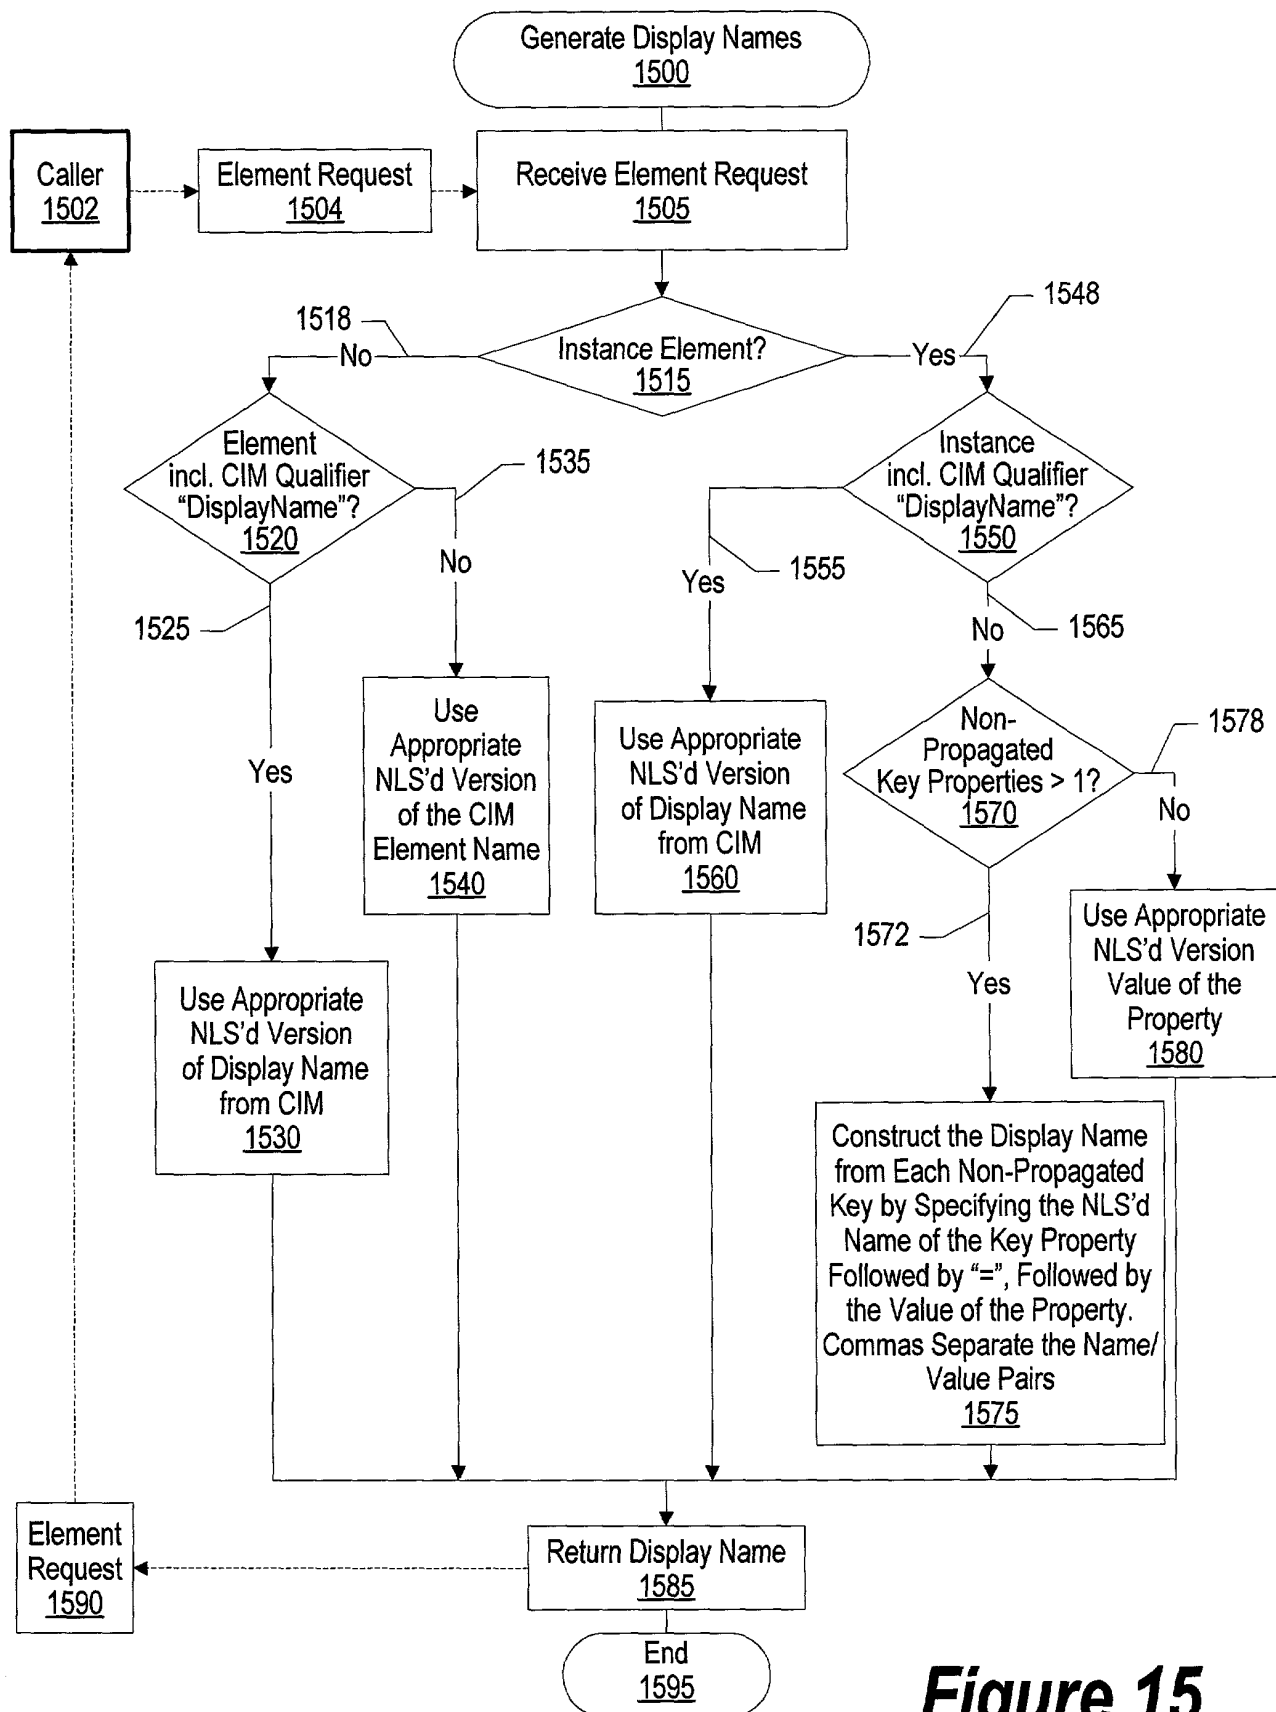 Generate Display Names
1500
Caller
1502
Element Request
1504
Receive Element Request
1505
1518
1548
No
Instance Element?
1515
Yes
Element
incl. CIM Qualifier
“DisplayName”?
1520
1535
Instance
incl. CIM Qualifier
“DisplayName”?
1550
No
1555
Yes
1525
No
1565
Use
Appropriate
NLS’d Version
of the CIM
Element Name
1540
Use Appropriate
NLS’d Version
of Display Name
from CIM
1560
Non-
Propagated
Key Properties > 1?
1570
1578
Yes
No
1572
Yes
Use Appropriate
NLS’d Version
Value of the
Property
1580
Use Appropriate
NLS’d Version
of Display Name
from CIM
1530
Construct the Display Name
from Each Non-Propagated
Key by Specifying the NLS’d
Name of the Key Property
Followed by “=”, Followed by
the Value of the Property.
Commas Separate the Name/
Value Pairs
1575
Element
Request
1590
Return Display Name
1585
End
1595
Figure 15